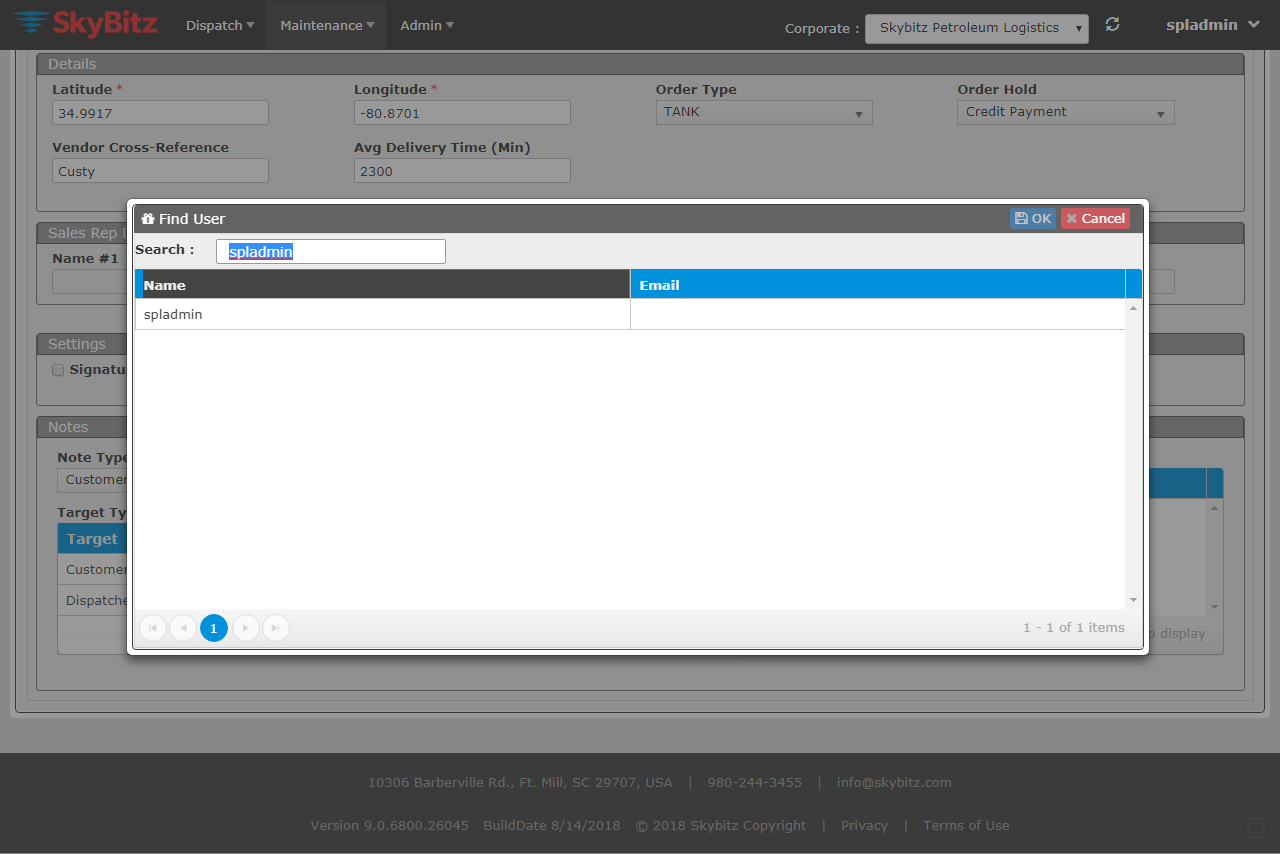 SkyBitz Dispatch Maintenance Admin Corporate : Skybitz Petroleum Logistics spladmin
Details
Latitude * Longitude * Order Type Order Hold
34.9917 -80.8701 TANK Credit Payment
Vendor Cross-Reference Avg Delivery Time (Min)
Custy 2300
Find User OK Cancel
Sales Rep
Search : spladmin
Name #1
Name Email
spladmin
Settings
Signatu
Notes
Note Type
Customer
Target Ty
Target
Customer
Dispatche
1 1 - 1 of 1 items
display
10306 Barberville Rd., Ft. Mill, SC 29707, USA | 980-244-3455 | info@skybitz.com
Version 9.0.6800.26045 BuildDate 8/14/2018 © 2018 Skybitz Copyright | Privacy | Terms of Use